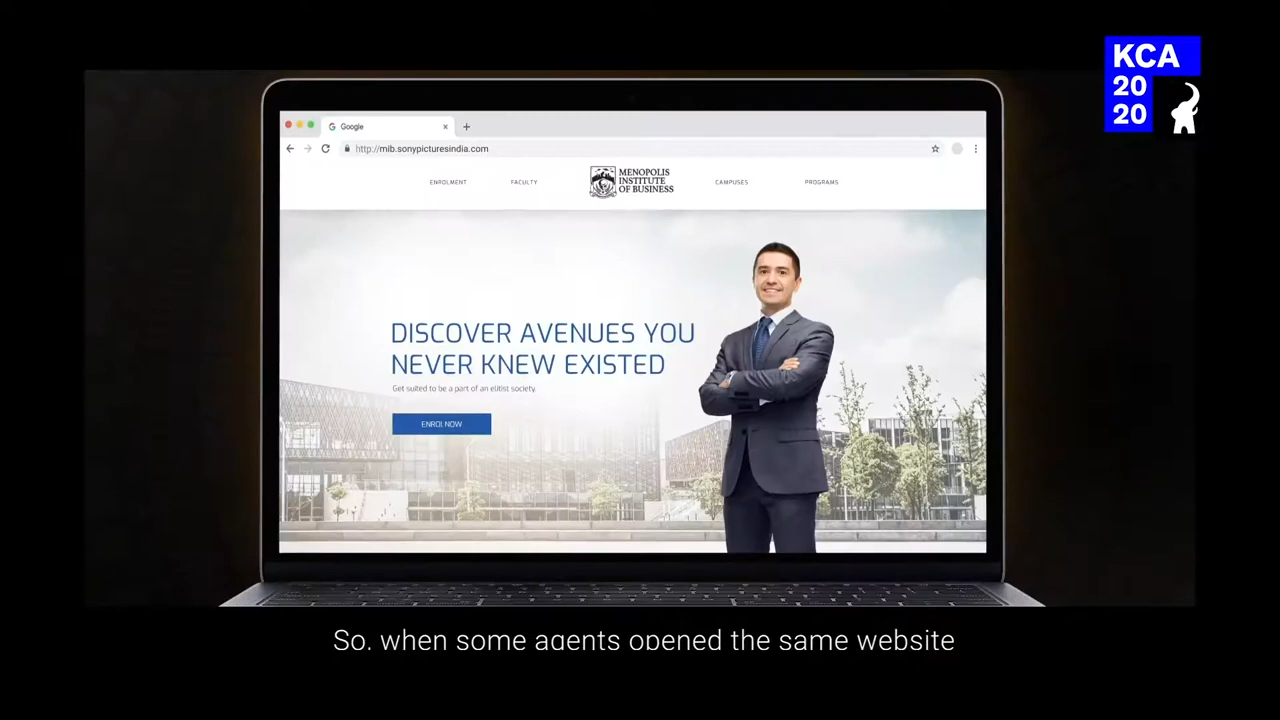 KCA
20
20
Google
http://mib.sonypicturesindia.com
ENROLMENT
FACULTY
MENOPOLIS
INSTITUTE
OF BUSINESS
CAMPUSES
PROGRAMS
DISCOVER AVENUES YOU
NEVER KNEW EXISTED
Get suited to be a part of an elitist society.
ENROL NOW
So, when some agents opened the same website